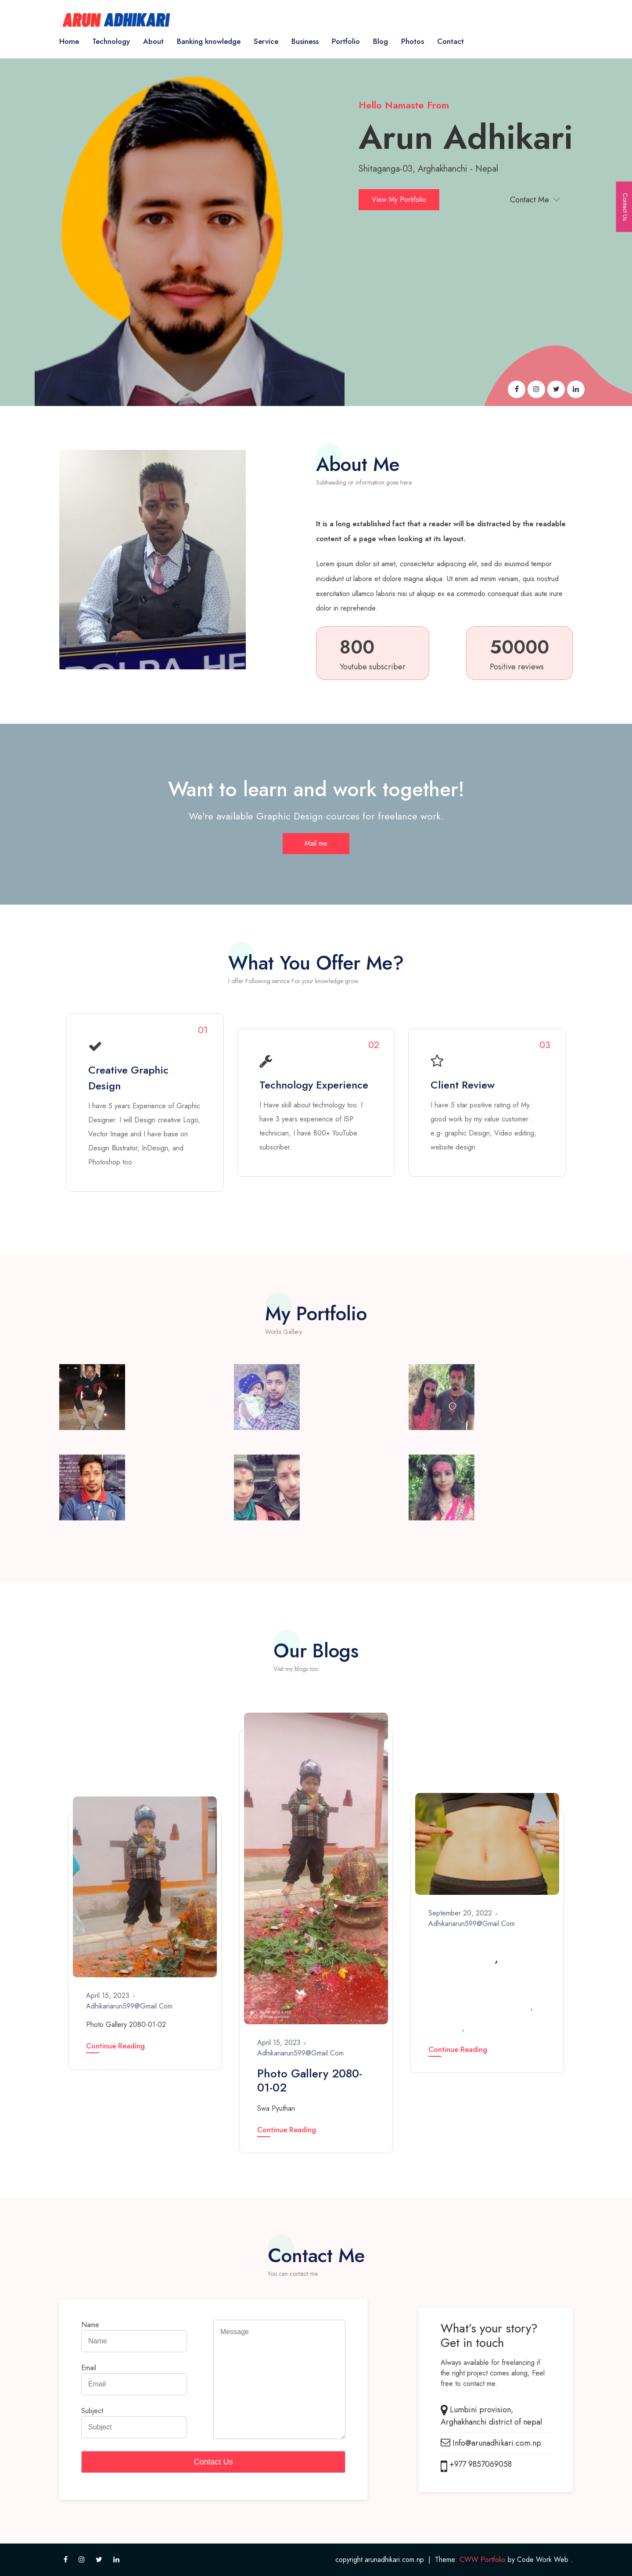 ARUN ADHIKARI
Home Technology About Banking knowledge Service Business Portfolio Blog Photos Contact
Hello Namaste From
Arun Adhikari
Shitaganga-03, Arghakhanchi - Nepal
View My Portifolio
Contact Me
Contact Us
About Me
Subheading or information goes here
It is a long established fact that a reader will be distracted by the readable
content of a page when looking at its layout.
Lorem ipsum dolor sit amet, consectetur adipiscing elit, sed do eiusmod tempor
incididunt ut labore et dolore magna aliqua. Ut enim ad minim veniam, quis nostrud
exercitation ullamco laboris nisi ut aliquip ex ea commodo consequat duis aute irure
dolor in reprehende.
800
Youtube subscriber
50000
Positive reviews
Want to learn and work together!
We're available Graphic Design cources for freelance work.
Mail me
What You Offer Me?
I offer Following service For your knowledge grow
01
Creative Graphic
Design
I have 5 years Experience of Graphic
Designer. I will Design creative Logo,
Vector Image and I have base on
Design Illustrator, InDesign, and
Photoshop too.
02
Technology Experience
I Have skill about technology too. I
have 3 years experience of ISP
technician, I have 800+ YouTube
subscriber.
03
Client Review
I have 5 star positive rating of My
good work by my value customer
e.g- graphic Design, Video editing,
website design.
My Portfolio
Works Gallery
Our Blogs
Visit my blogs too
April 15, 2023 -
Adhikariarun599@Gmail.Com
Photo Gallery 2080-01-02
Continue Reading
April 15, 2023 -
Adhikariarun599@Gmail.Com
Photo Gallery 2080-
01-02
Swa Pyuthan
Continue Reading
September 20, 2022 -
Adhikariarun599@Gmail.Com
,
,
,
Continue Reading
Contact Me
You can contact me
Name
Name
Email
Email
Subject
Subject
Message
Contact Us
What's your story?
Get in touch
Always available for freelancing if
the right project comes along, Feel
free to contact me.
Lumbini provision,
Arghakhanchi district of nepal
Info@arunadhikari.com.np
+977 9857069058
copyright arunadhikari.com.np | Theme: CWW Portfolio by Code Work Web .